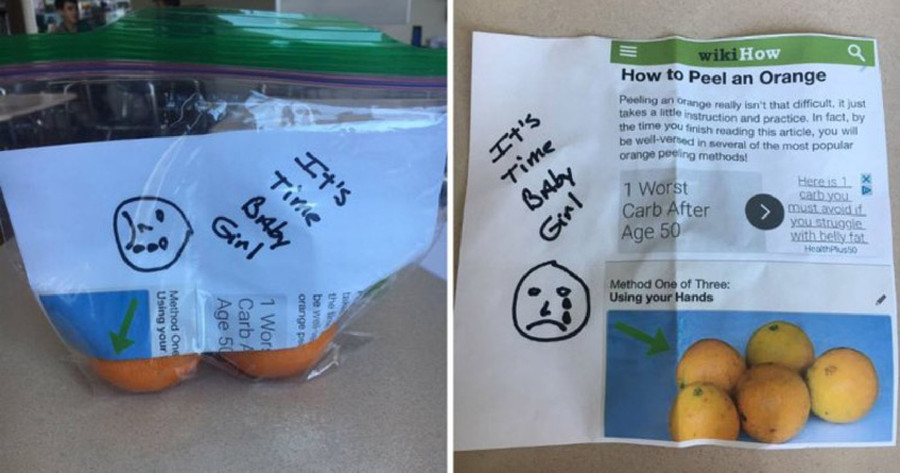 It's
Time
BAby
Girl
Method One
Using your
1 Wor
Carb A
Age 50
be well
orange pe
wikiHow
How to Peel an Orange
Peeling an orange really isn't that difficult, it just
takes a little instruction and practice. In fact, by
the time you finish reading this article, you will
be well-versed in several of the most popular
orange peeling methods!
It's
Time
BAby
Girl
1 Worst
Carb After
Age 50
Here is 1
carb you
must avoid if
you struggle
with belly fat
HealthPlus50
Method One of Three:
Using your Hands